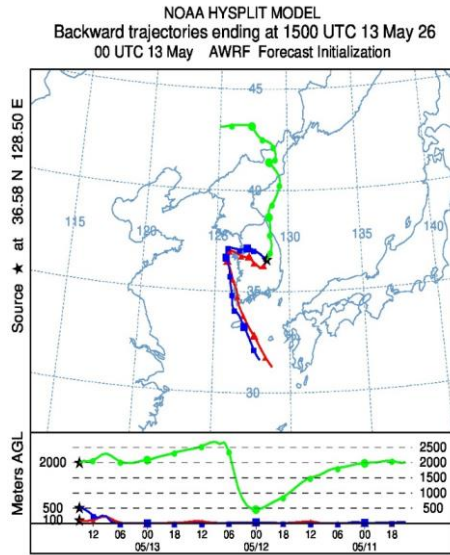 NOAA HYSPLIT MODEL
Backward trajectories ending at 1500 UTC 13 May 26
00 UTC 13 May AWRF Forecast Initialization
Source ★ at 36.58 N 128.50 E
45
40
115
120
125
130
135
140
35
30
Meters AGL
2500
2000
2000
1500
1000
500
500
100
12 06 00 18 12 06 00 18 12 06 00 18
05/13 05/12 05/11